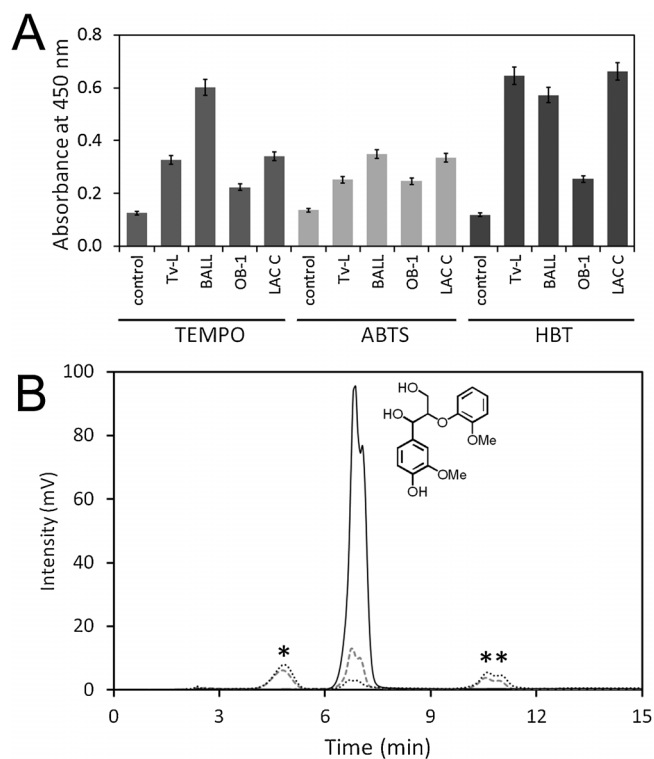 A
Absorbance at 450 nm
0.8
0.6
0.4
0.2
0.0
control Tv-L BALL OB-1 LAC C control Tv-L BALL OB-1 LAC C control Tv-L BALL OB-1 LAC C
TEMPO ABTS HBT
B
Intensity (mV)
100
80
60
40
20
0
HO
HO
O
OMe
OMe
OH
*
**
0 3 6 9 12 15
Time (min)